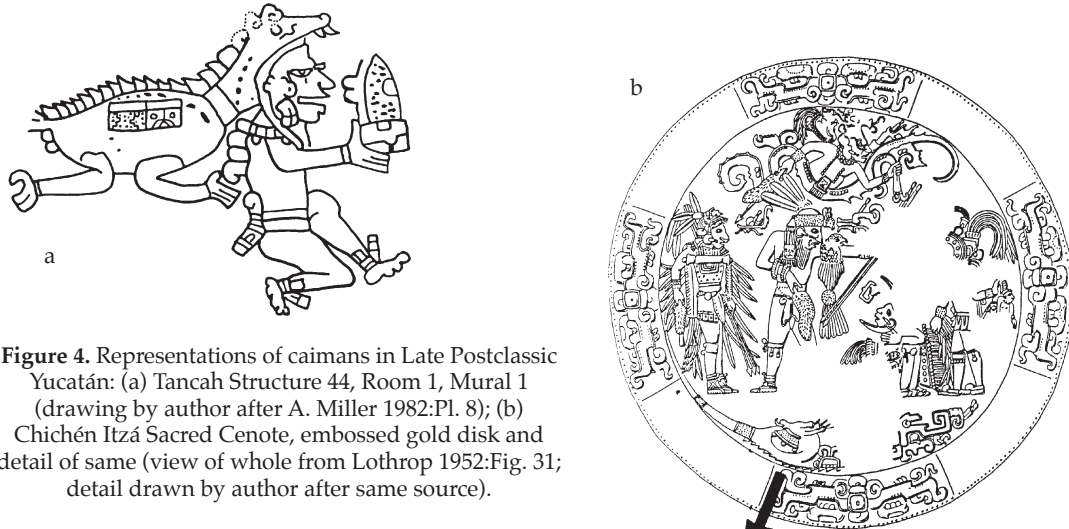 a
b
Figure 4. Representations of caimans in Late Postclassic
Yucatán: (a) Tancah Structure 44, Room 1, Mural 1
(drawing by author after A. Miller 1982:Pl. 8); (b)
Chichén Itzá Sacred Cenote, embossed gold disk and
detail of same (view of whole from Lothrop 1952:Fig. 31;
detail drawn by author after same source).